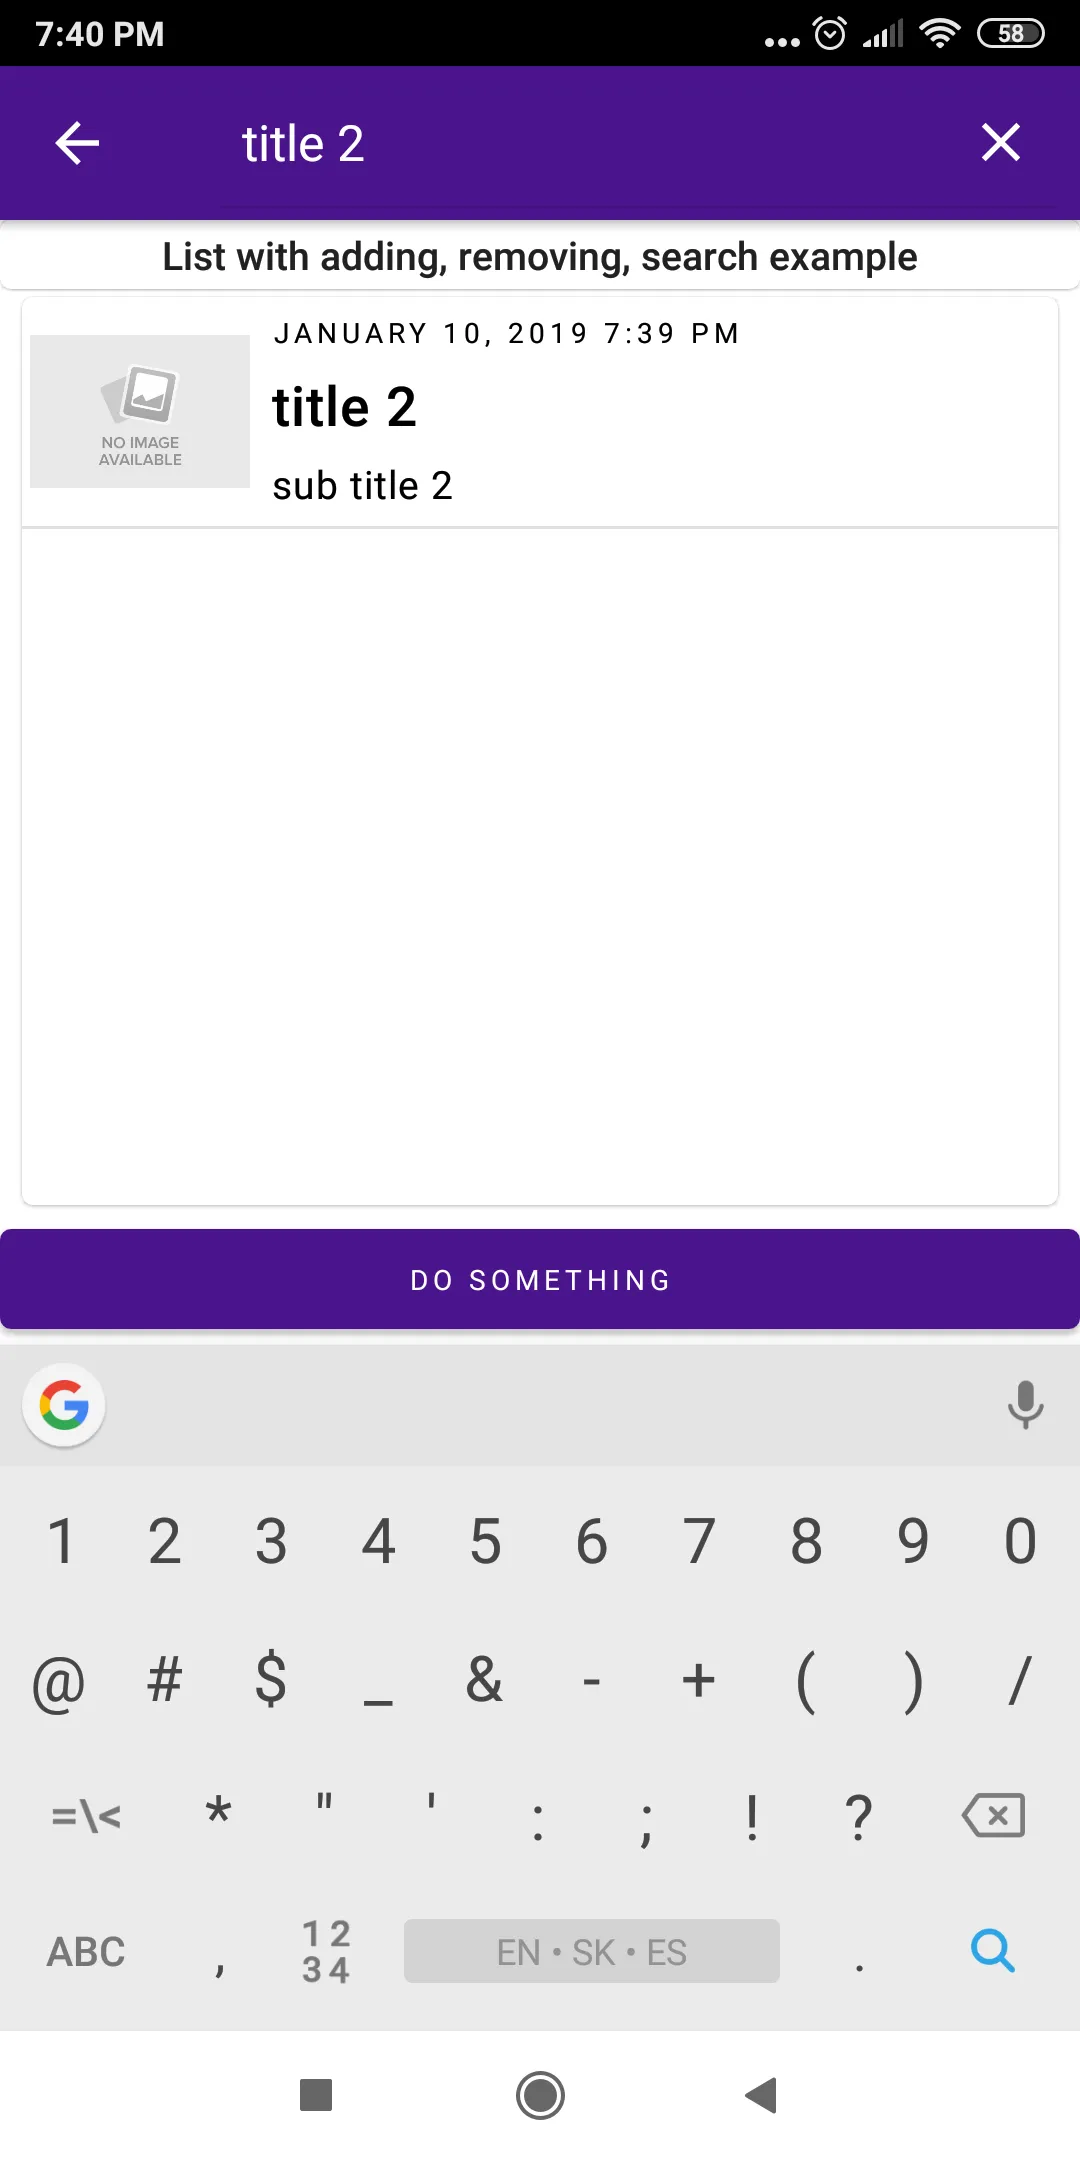 7:40 PM
58
title 2
List with adding, removing, search example
JANUARY 10, 2019 7:39 PM
NO IMAGE
AVAILABLE
title 2
sub title 2
DO SOMETHING
1 2 3 4 5 6 7 8 9 0
@ # $ _ & - + ( ) /
=\< * " ' : ; ! ?
ABC , 12 34 EN • SK • ES .